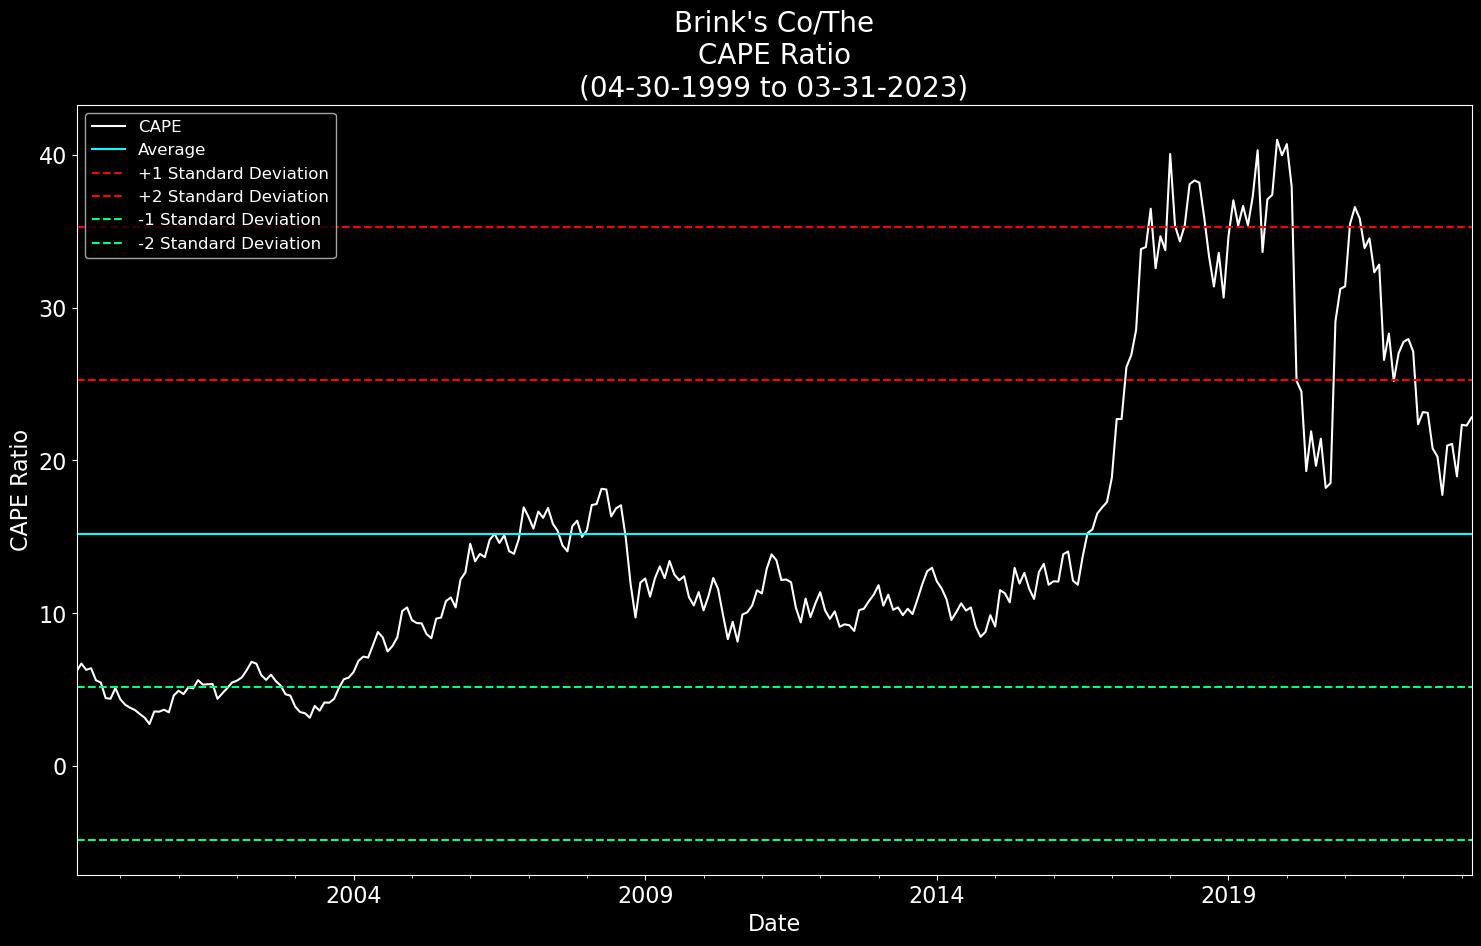 Brink's Co/The
CAPE Ratio
(04-30-1999 to 03-31-2023)
CAPE
Average
+1 Standard Deviation
+2 Standard Deviation
-1 Standard Deviation
-2 Standard Deviation
CAPE Ratio
40
30
20
10
0
2004
2009
2014
2019
Date